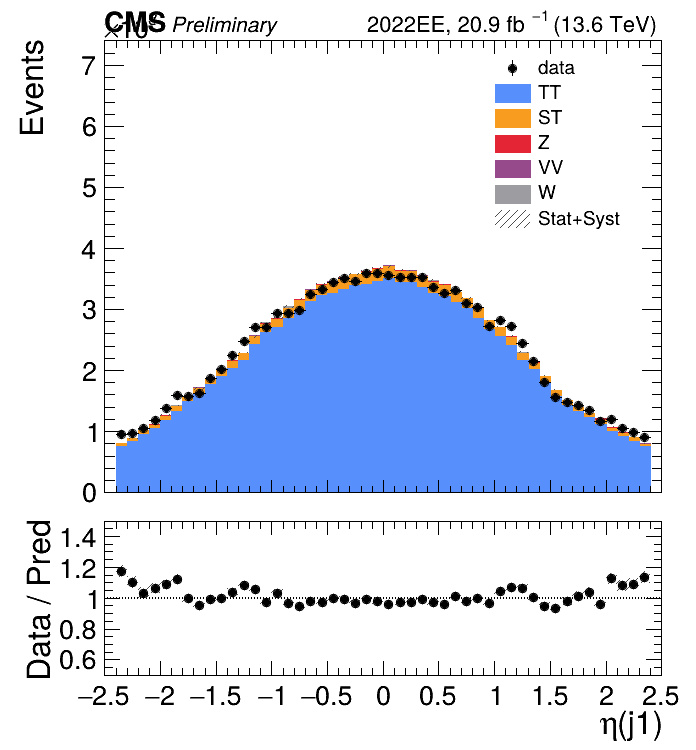 CMS Preliminary 2022EE, 20.9 fb⁻¹ (13.6 TeV)
Events
7
6
5
4
3
2
1
0
data
TT
ST
Z
VV
W
Stat+Syst
Data / Pred
1.4
1.2
1
0.8
0.6
−2.5 −2 −1.5 −1 −0.5 0 0.5 1 1.5 2 2.5
η(j1)